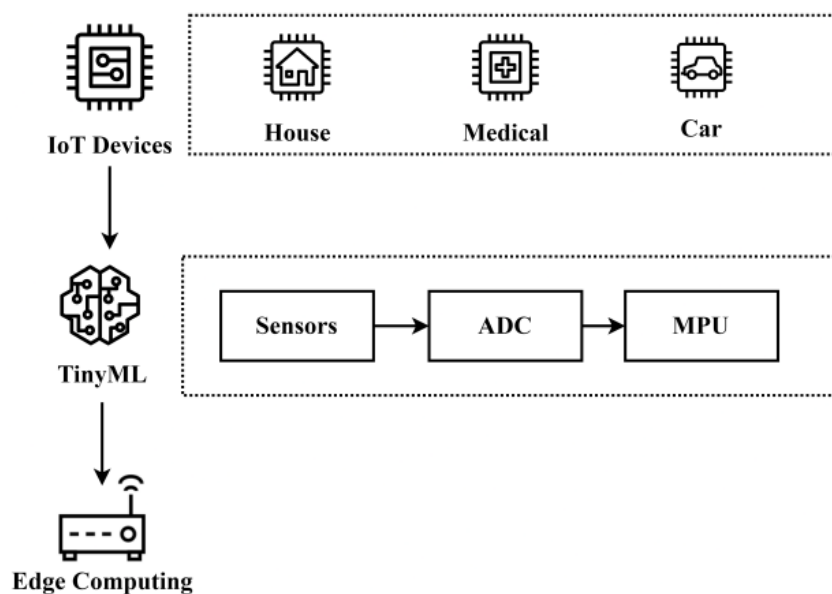 House
Medical
Car
IoT Devices
Sensors
ADC
MPU
TinyML
Edge Computing